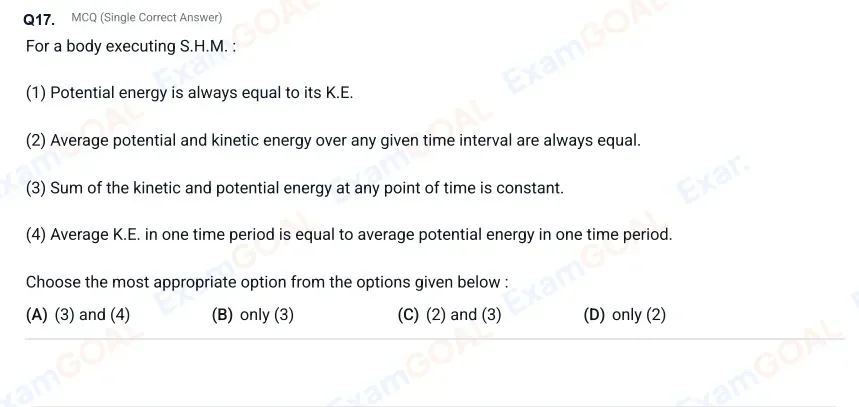 Q17. MCQ (Single Correct Answer)
For a body executing S.H.M. :
(1) Potential energy is always equal to its K.E.
(2) Average potential and kinetic energy over any given time interval are always equal.
(3) Sum of the kinetic and potential energy at any point of time is constant.
(4) Average K.E. in one time period is equal to average potential energy in one time period.
Choose the most appropriate option from the options given below :
(A) (3) and (4) (B) only (3) (C) (2) and (3) (D) only (2)